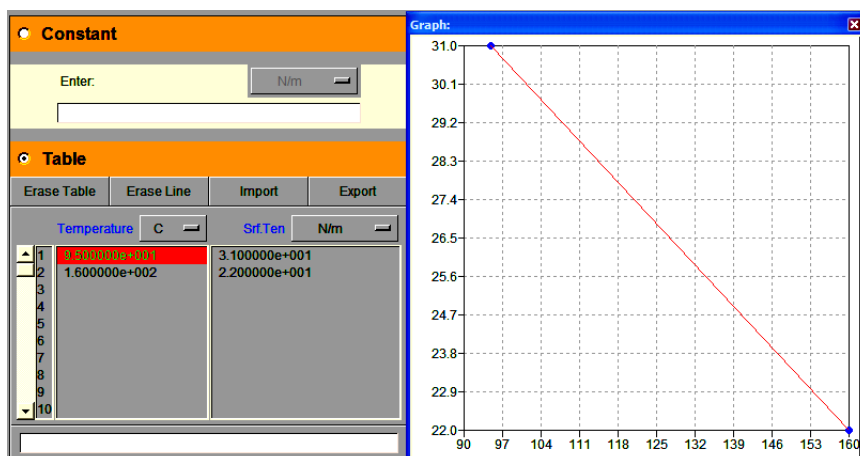 Constant
Enter:
N/m
Table
Erase Table Erase Line Import Export
Temperature C Srf.Ten N/m
1 9.500000e+001 3.100000e+001
2 1.600000e+002 2.200000e+001
3
4
5
6
7
8
9
10
Graph:
31.0
30.1
29.2
28.3
27.4
26.5
25.6
24.7
23.8
22.9
22.0
90 97 104 111 118 125 132 139 146 153 160